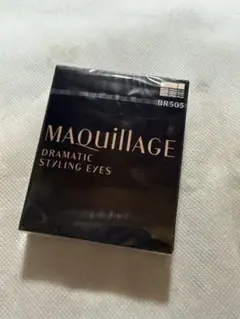 BR505
MAQuillAGE
DRAMATIC
STYLING EYES